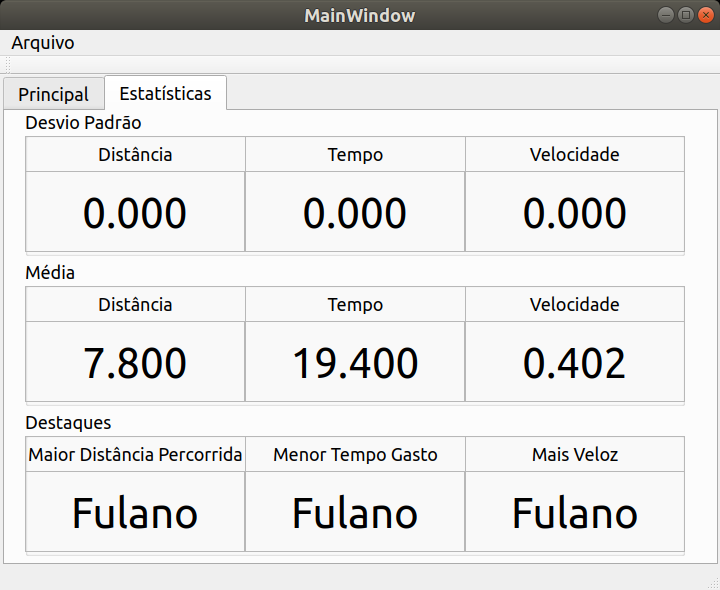 MainWindow
Arquivo
Principal Estatísticas
Desvio Padrão
Distância Tempo Velocidade
0.000 0.000 0.000
Média
Distância Tempo Velocidade
7.800 19.400 0.402
Destaques
Maior Distância Percorrida Menor Tempo Gasto Mais Veloz
Fulano Fulano Fulano